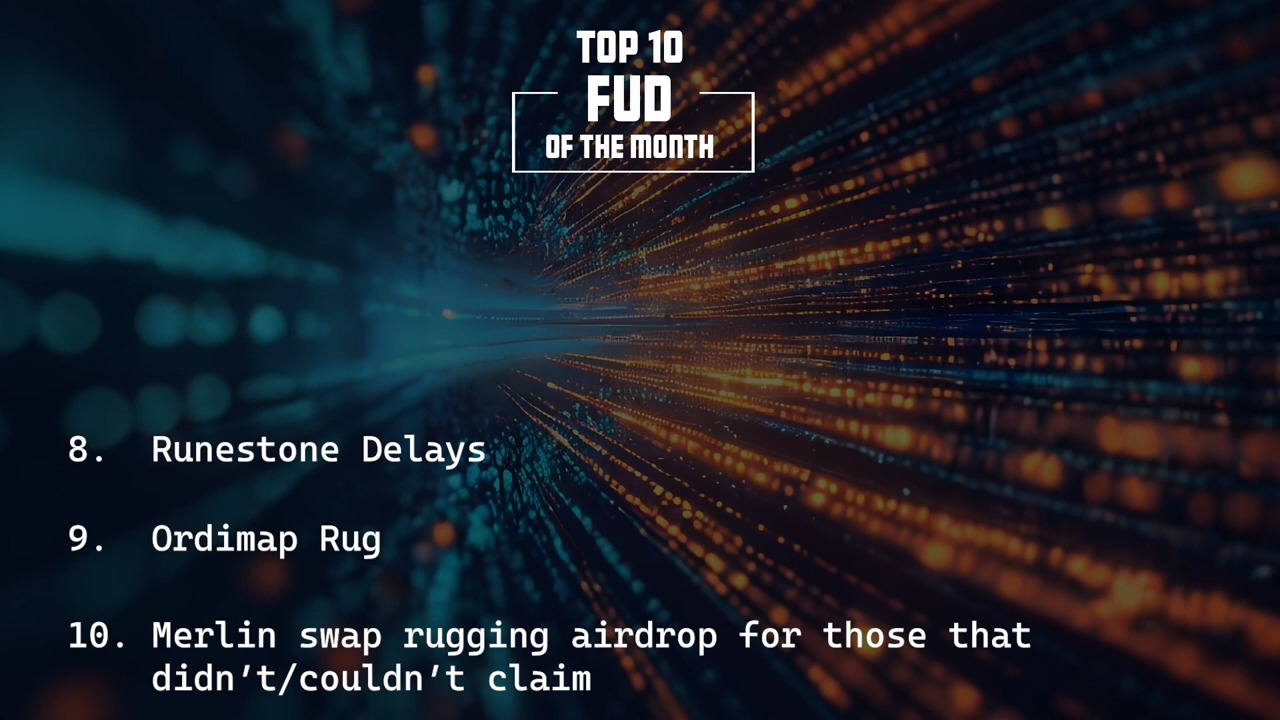 TOP 10
FUD
OF THE MONTH
8. Runestone Delays
9. Ordimap Rug
10. Merlin swap rugging airdrop for those that
didn't/couldn't claim